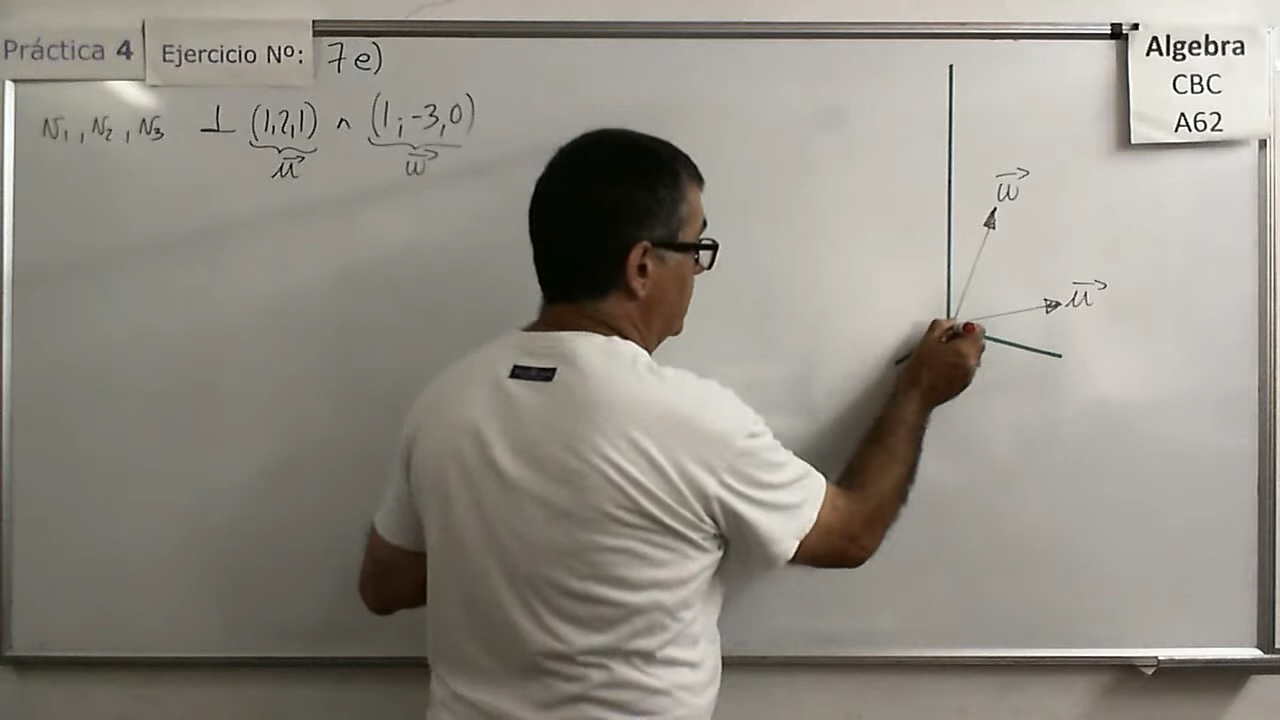 Práctica 4
Ejercicio Nº: 7e)
Algebra
CBC
A62
N₁, N₂, N₃ ⊥ (1,2,1) ∧ (1;-3,0)
u w
w
u